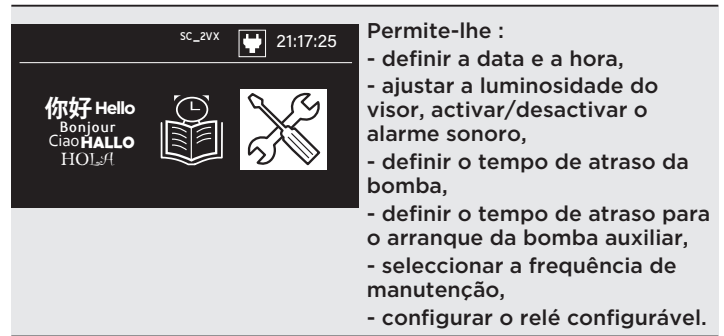 SC_2VX 21:17:25
你好 Hello
Bonjour
Ciao HALLO
HOLA
Permite-lhe :
- definir a data e a hora,
- ajustar a luminosidade do
visor, activar/desactivar o
alarme sonoro,
- definir o tempo de atraso da
bomba,
- definir o tempo de atraso para
o arranque da bomba auxiliar,
- seleccionar a frequência de
manutenção,
- configurar o relé configurável.